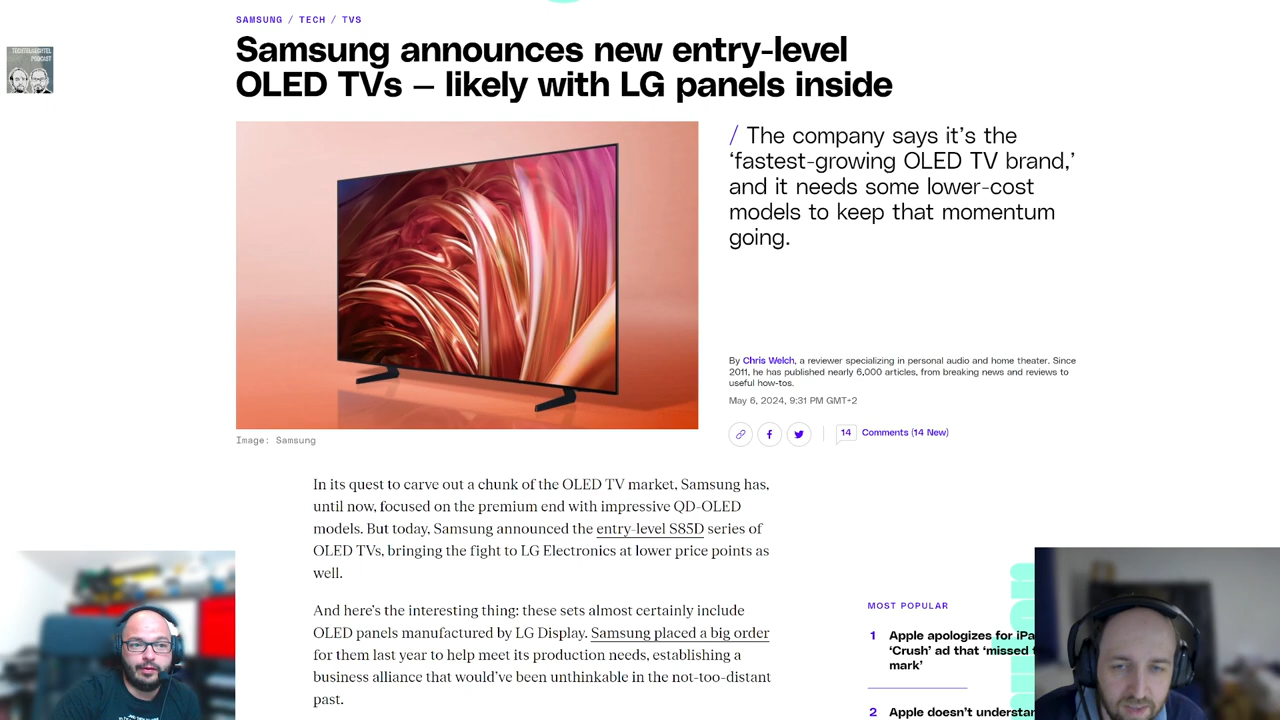 SAMSUNG / TECH / TVS
Samsung announces new entry-level
OLED TVs — likely with LG panels inside
TECHTELMECHTEL
PODCAST
/ The company says it’s the
‘fastest-growing OLED TV brand,’
and it needs some lower-cost
models to keep that momentum
going.
By Chris Welch, a reviewer specializing in personal audio and home theater. Since
2011, he has published nearly 6,000 articles, from breaking news and reviews to
useful how-tos.
May 6, 2024, 9:31 PM GMT+2
14 Comments (14 New)
Image: Samsung
In its quest to carve out a chunk of the OLED TV market, Samsung has,
until now, focused on the premium end with impressive QD-OLED
models. But today, Samsung announced the entry-level S85D series of
OLED TVs, bringing the fight to LG Electronics at lower price points as
well.
And here’s the interesting thing: these sets almost certainly include
OLED panels manufactured by LG Display. Samsung placed a big order
for them last year to help meet its production needs, establishing a
business alliance that would’ve been unthinkable in the not-too-distant
past.
MOST POPULAR
1 Apple apologizes for iPa
‘Crush’ ad that ‘missed
mark’
2 Apple doesn’t understan